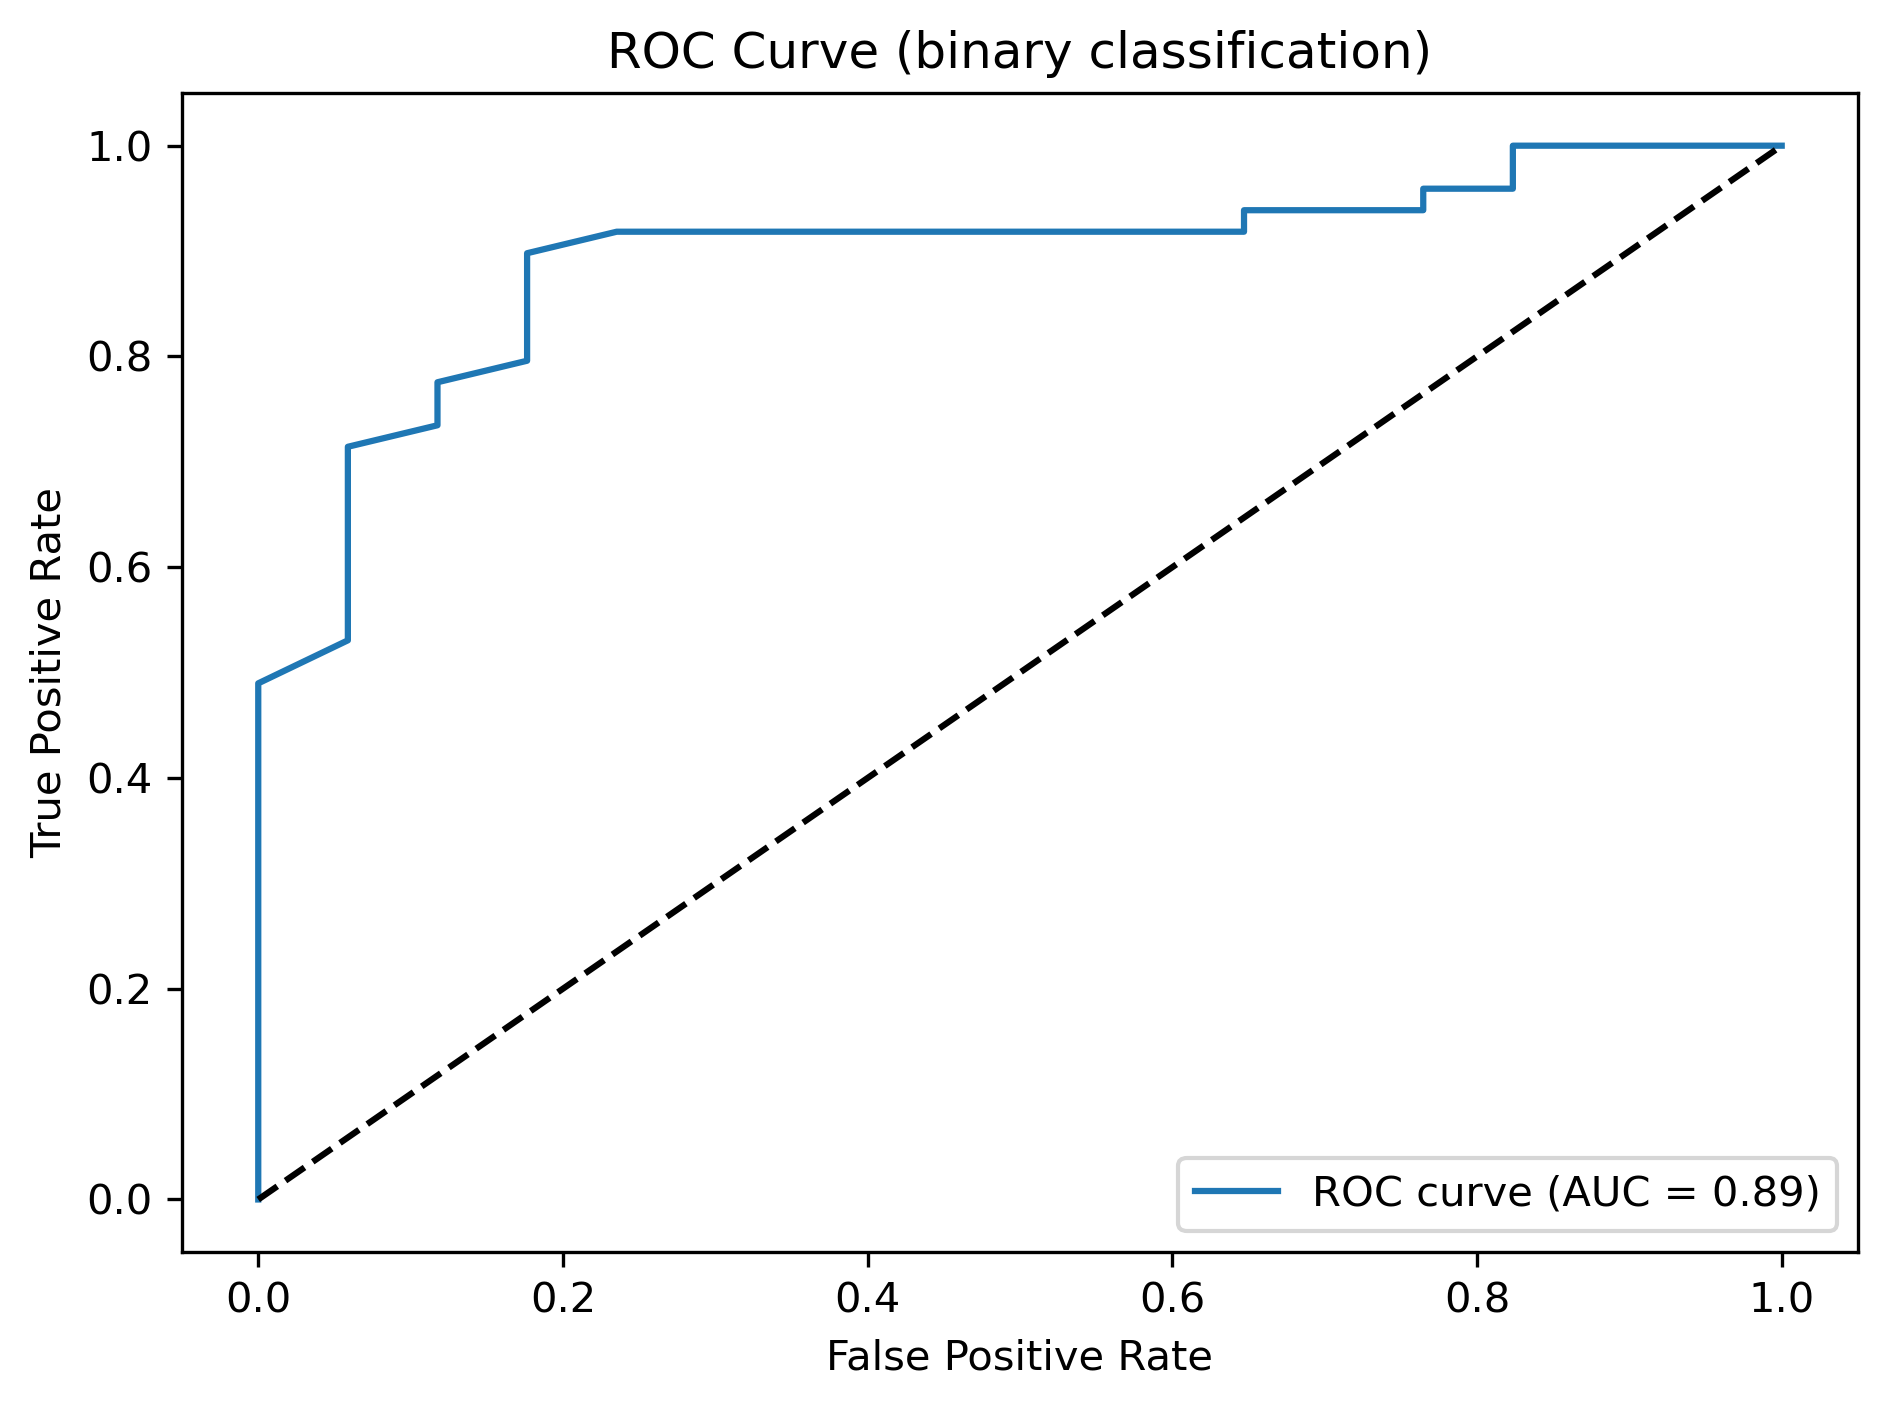 ROC Curve (binary classification)
1.0
0.8
0.6
0.4
0.2
0.0
True Positive Rate
ROC curve (AUC = 0.89)
0.0 0.2 0.4 0.6 0.8 1.0
False Positive Rate